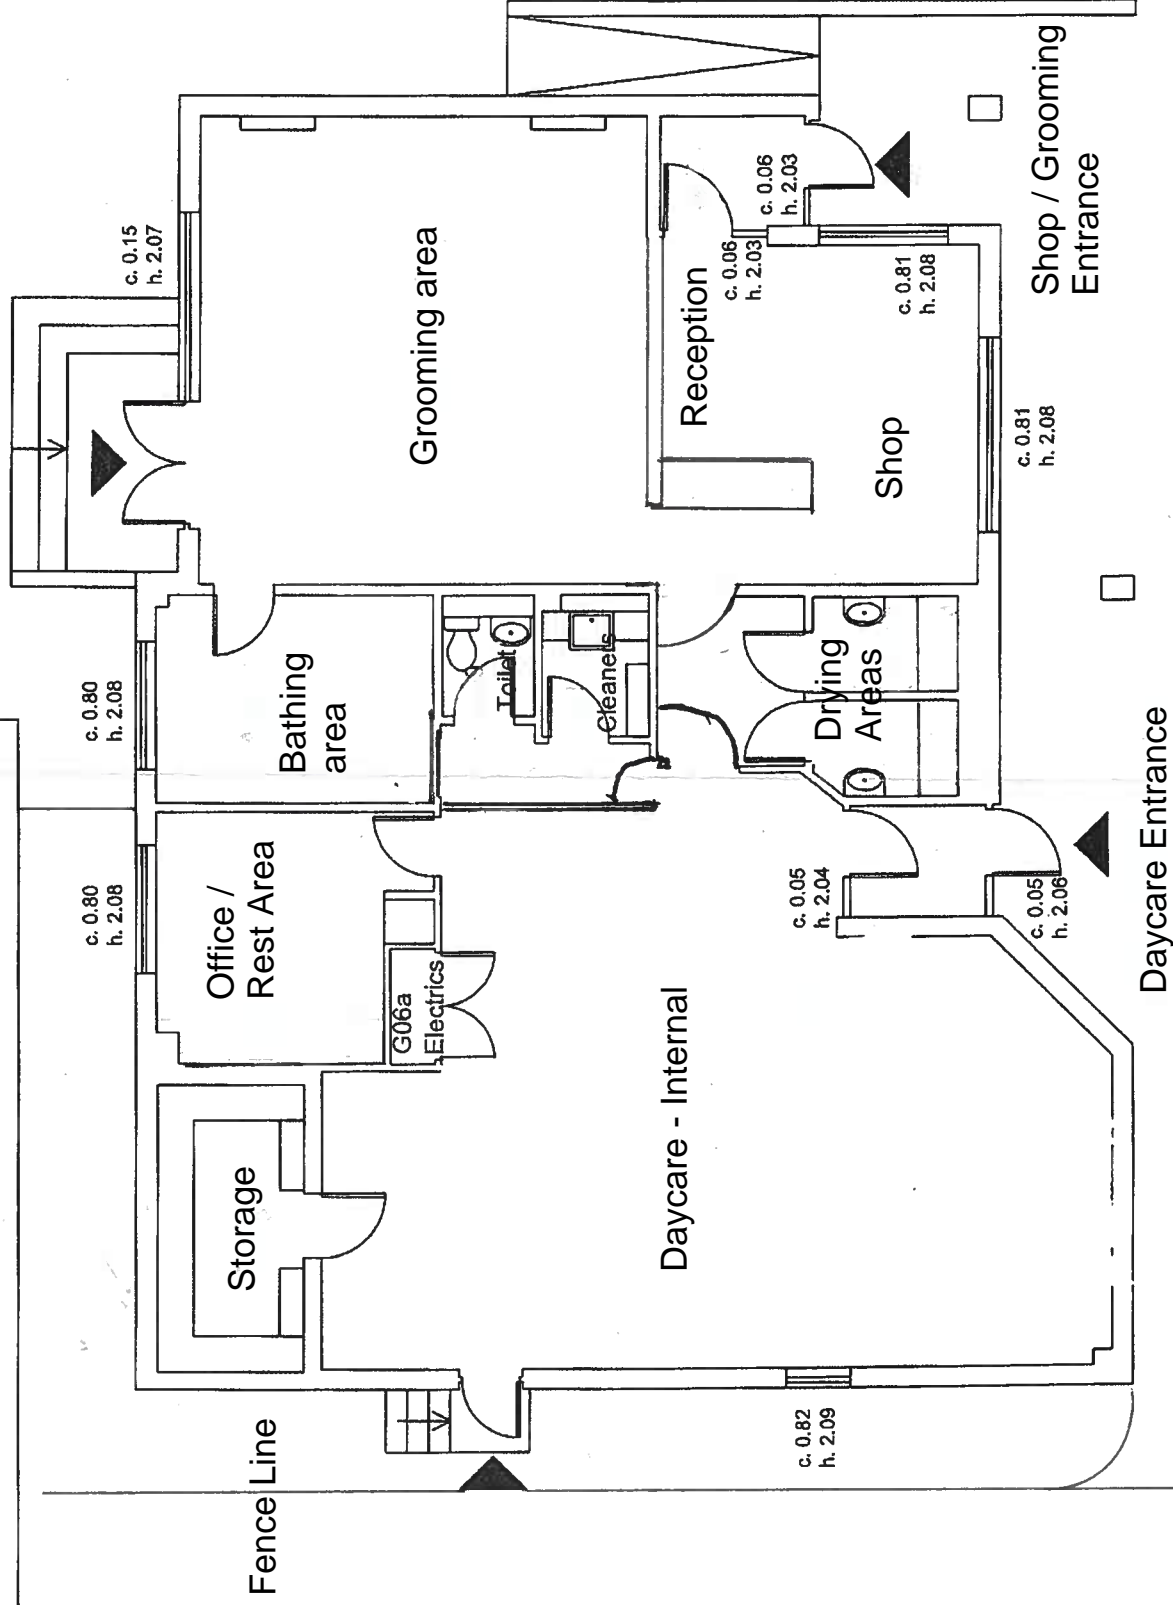 Fence Line
Storage
Office /
Rest Area
c. 0.80
h. 2.08
Bathing
area
c. 0.80
h. 2.08
c. 0.15
h. 2.07
G06a
Electrics
Toilet
Cleaners
Grooming area
Daycare - Internal
Drying
Areas
Reception
Shop
c. 0.06
h. 2.03
c. 0.06
h. 2.03
c. 0.81
h. 2.08
c. 0.81
h. 2.08
c. 0.82
h. 2.09
c. 0.05
h. 2.04
c. 0.05
h. 2.06
Daycare Entrance
Shop / Grooming
Entrance